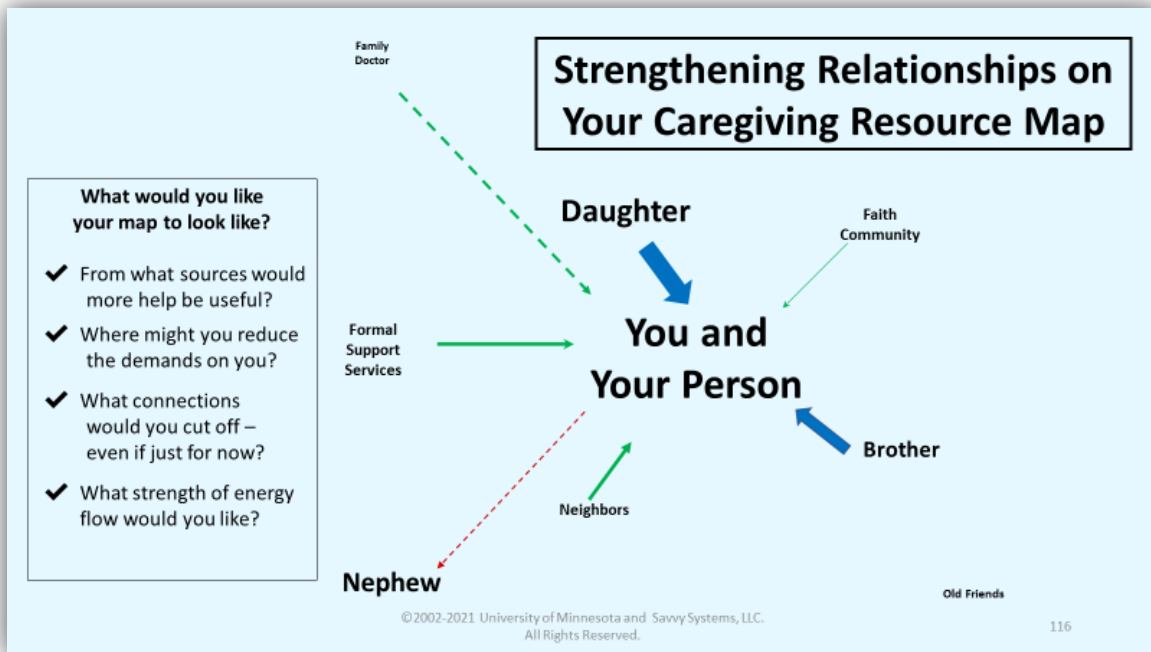 Family
Doctor
Strengthening Relationships on
Your Caregiving Resource Map
What would you like
your map to look like?
✔ From what sources would
more help be useful?
✔ Where might you reduce
the demands on you?
✔ What connections
would you cut off –
even if just for now?
✔ What strength of energy
flow would you like?
Daughter
Faith
Community
Formal
Support
Services
You and
Your Person
Brother
Neighbors
Nephew
Old Friends
©2002-2021 University of Minnesota and Savvy Systems, LLC.
All Rights Reserved.
116